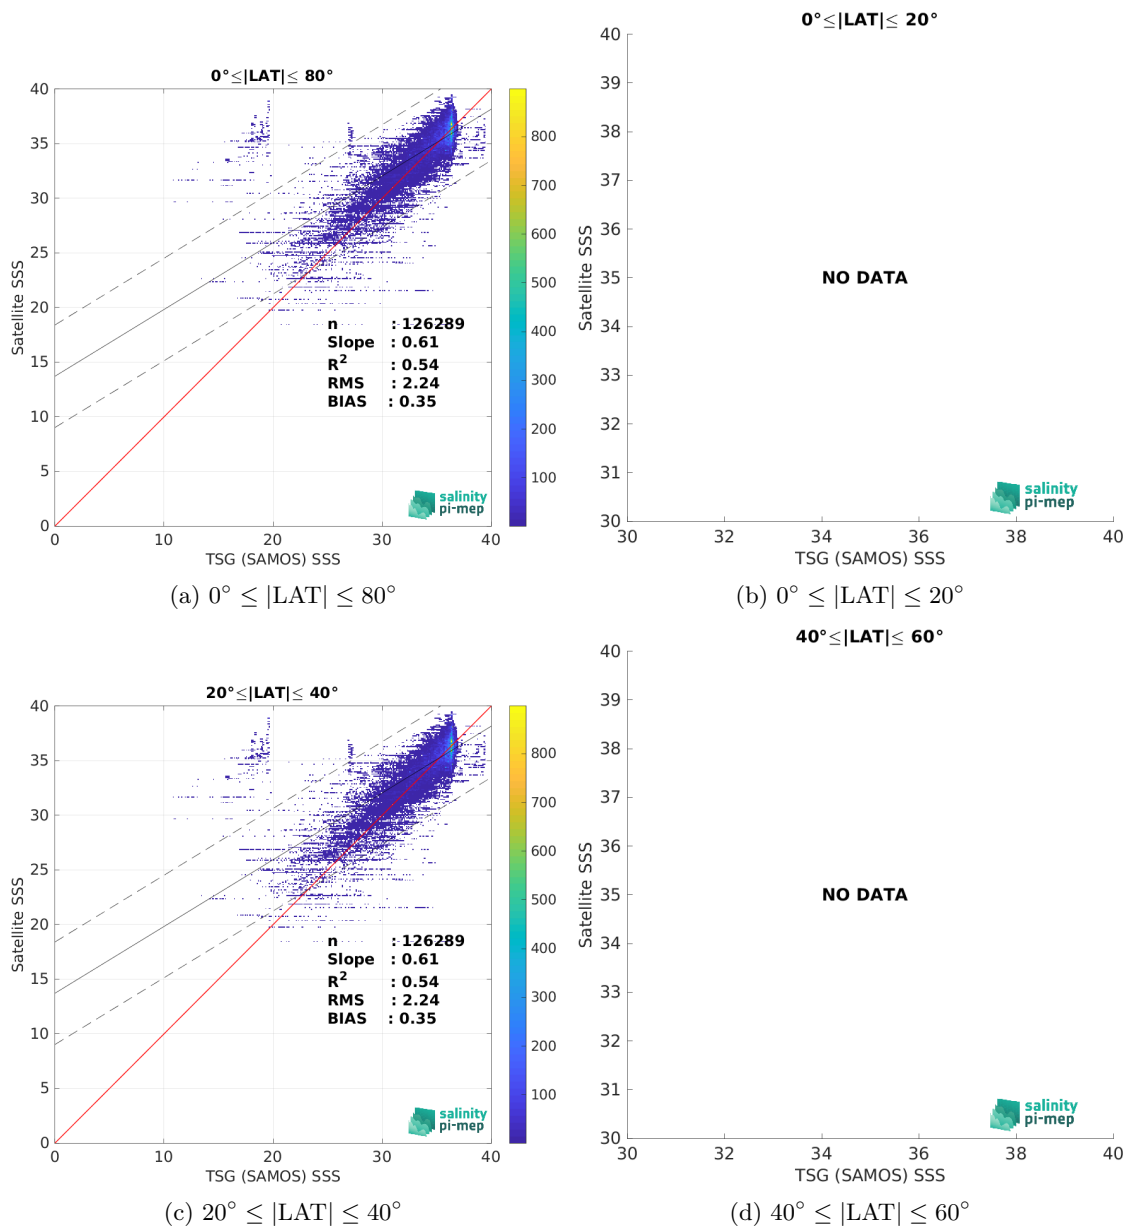 0°≤|LAT|≤ 80°
40
35
30
25
20
15
10
5
0
Satellite SSS
0
10
20
30
40
TSG (SAMOS) SSS
n : 126289
Slope : 0.61
R2 : 0.54
RMS : 2.24
BIAS : 0.35
salinity
pi-mep
800
700
600
500
400
300
200
100
(a) 0° ≤ |LAT| ≤ 80°
0°≤|LAT|≤ 20°
40
39
38
37
36
35
34
33
32
31
30
Satellite SSS
NO DATA
salinity
pi-mep
30
32
34
36
38
40
TSG (SAMOS) SSS
(b) 0° ≤ |LAT| ≤ 20°
20°≤|LAT|≤ 40°
40
35
30
25
20
15
10
5
0
Satellite SSS
0
10
20
30
40
TSG (SAMOS) SSS
n : 126289
Slope : 0.61
R2 : 0.54
RMS : 2.24
BIAS : 0.35
salinity
pi-mep
800
700
600
500
400
300
200
100
(c) 20° ≤ |LAT| ≤ 40°
40°≤|LAT|≤ 60°
40
39
38
37
36
35
34
33
32
31
30
Satellite SSS
NO DATA
salinity
pi-mep
30
32
34
36
38
40
TSG (SAMOS) SSS
(d) 40° ≤ |LAT| ≤ 60°